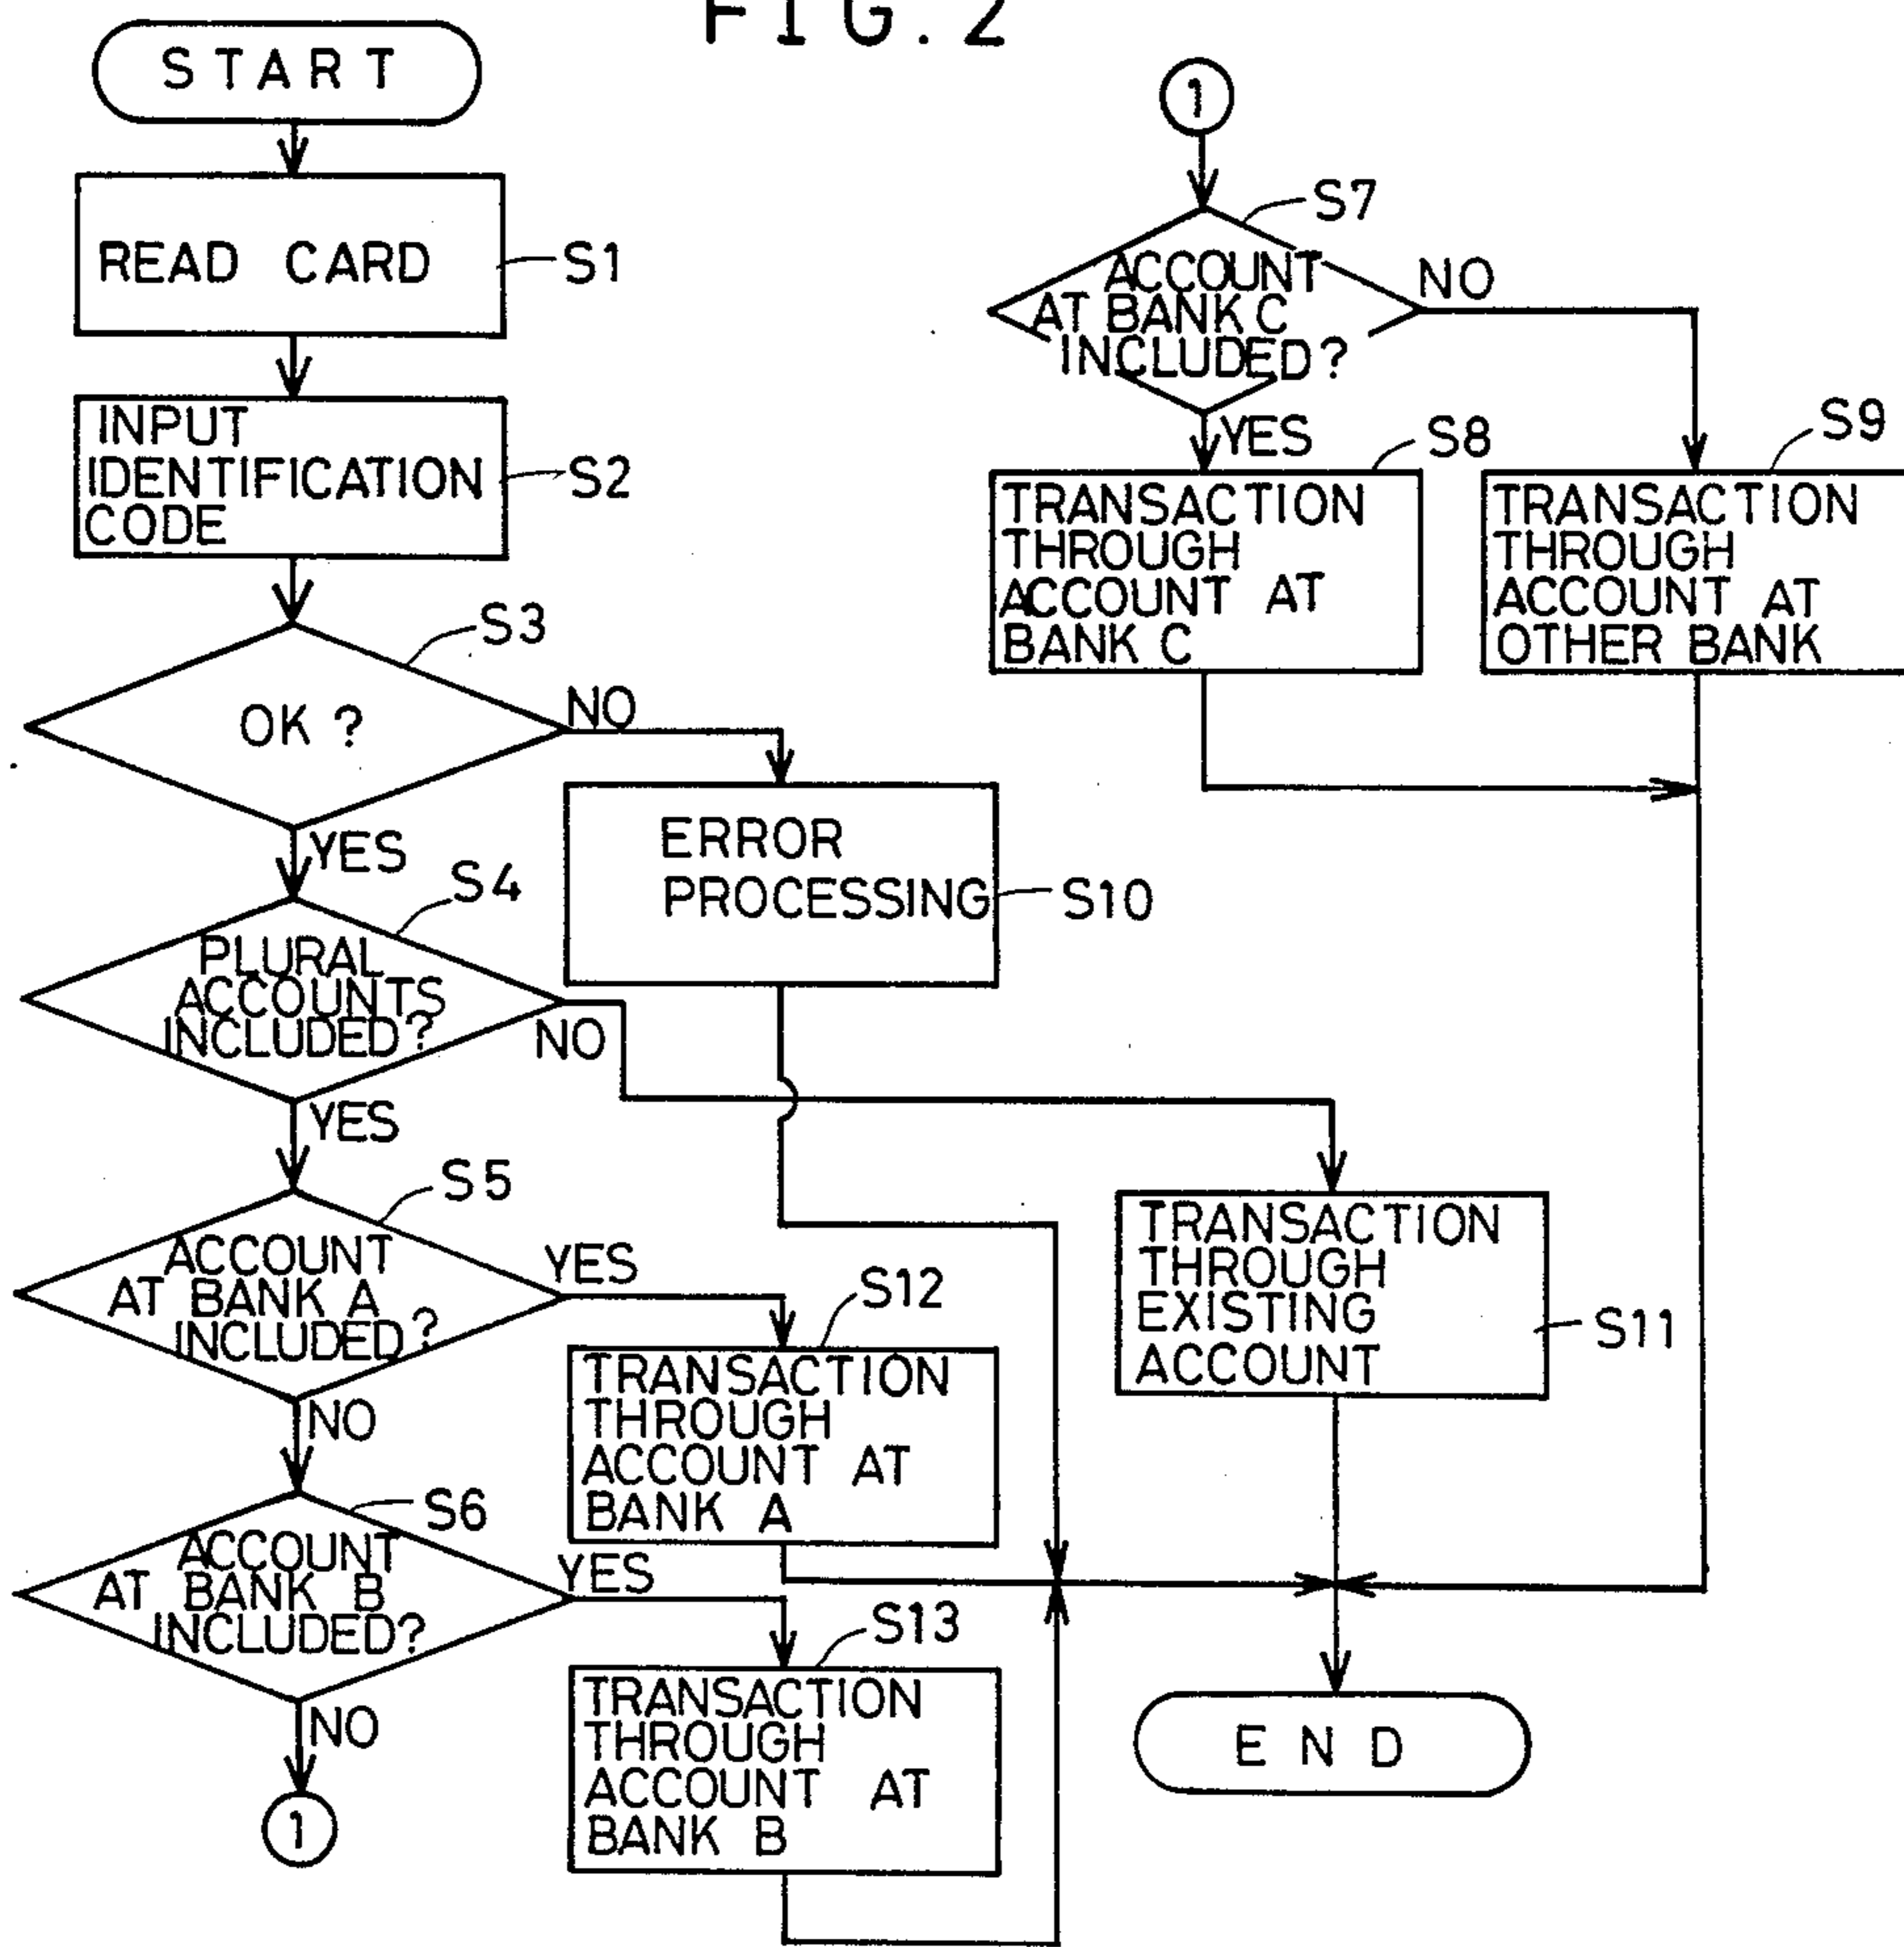 FIG. 2
START
READ CARD
S1
INPUT
IDENTIFICATION
CODE
S2
S3
OK ?
NO
YES
S4
PLURAL
ACCOUNTS
INCLUDED?
NO
YES
S5
ACCOUNT
AT BANK A
INCLUDED?
YES
NO
S6
ACCOUNT
AT BANK B
INCLUDED?
YES
NO
1
ERROR
PROCESSING
S10
S12
TRANSACTION
THROUGH
ACCOUNT AT
BANK A
S13
TRANSACTION
THROUGH
ACCOUNT AT
BANK B
1
S7
ACCOUNT
AT BANK C
INCLUDED?
NO
YES
S8
TRANSACTION
THROUGH
ACCOUNT AT
BANK C
S9
TRANSACTION
THROUGH
ACCOUNT AT
OTHER BANK
TRANSACTION
THROUGH
EXISTING
ACCOUNT
S11
END